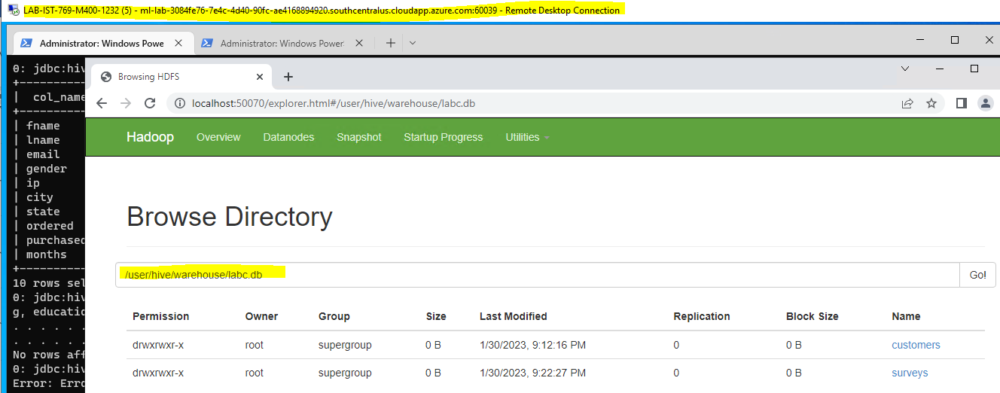 LAB-IST-769-M400-1232 (5) - ml-lab-3084fe76-7e4c-4d40-90fc-ae4168894920.southcentralus.cloudapp.azure.com:60039 - Remote Desktop Connection
Administrator: Windows Powe
Administrator: Windows Power
0: jdbc:hiv
+----------
| col_name
+----------
| fname
| lname
| email
| gender
| ip
| city
| state
| ordered
| purchased
| months
+----------
10 rows sel
0: jdbc:hiv
g, educatio
. . . . . .
. . . . . .
No rows aff
0: jdbc:hiv
Error: Erro
Browsing HDFS
localhost:50070/explorer.html#/user/hive/warehouse/labc.db
Hadoop Overview Datanodes Snapshot Startup Progress Utilities
Browse Directory
/user/hive/warehouse/labc.db Go!
Permission Owner Group Size Last Modified Replication Block Size Name
drwxrwxr-x root supergroup 0 B 1/30/2023, 9:12:16 PM 0 0 B customers
drwxrwxr-x root supergroup 0 B 1/30/2023, 9:22:27 PM 0 0 B surveys